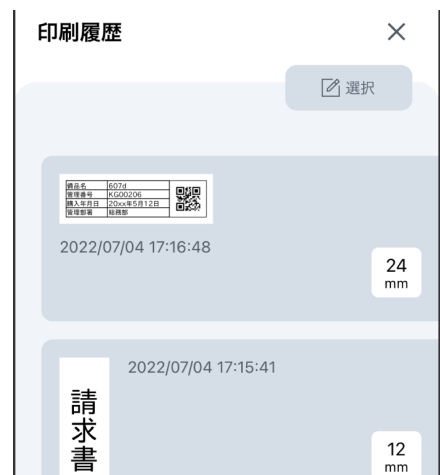 印刷履歴
選択
備品名 607d
管理番号 KG00206
購入年月日 20xx年5月12日
管理部署 総務部
2022/07/04 17:16:48
24
mm
2022/07/04 17:15:41
請求書
12
mm